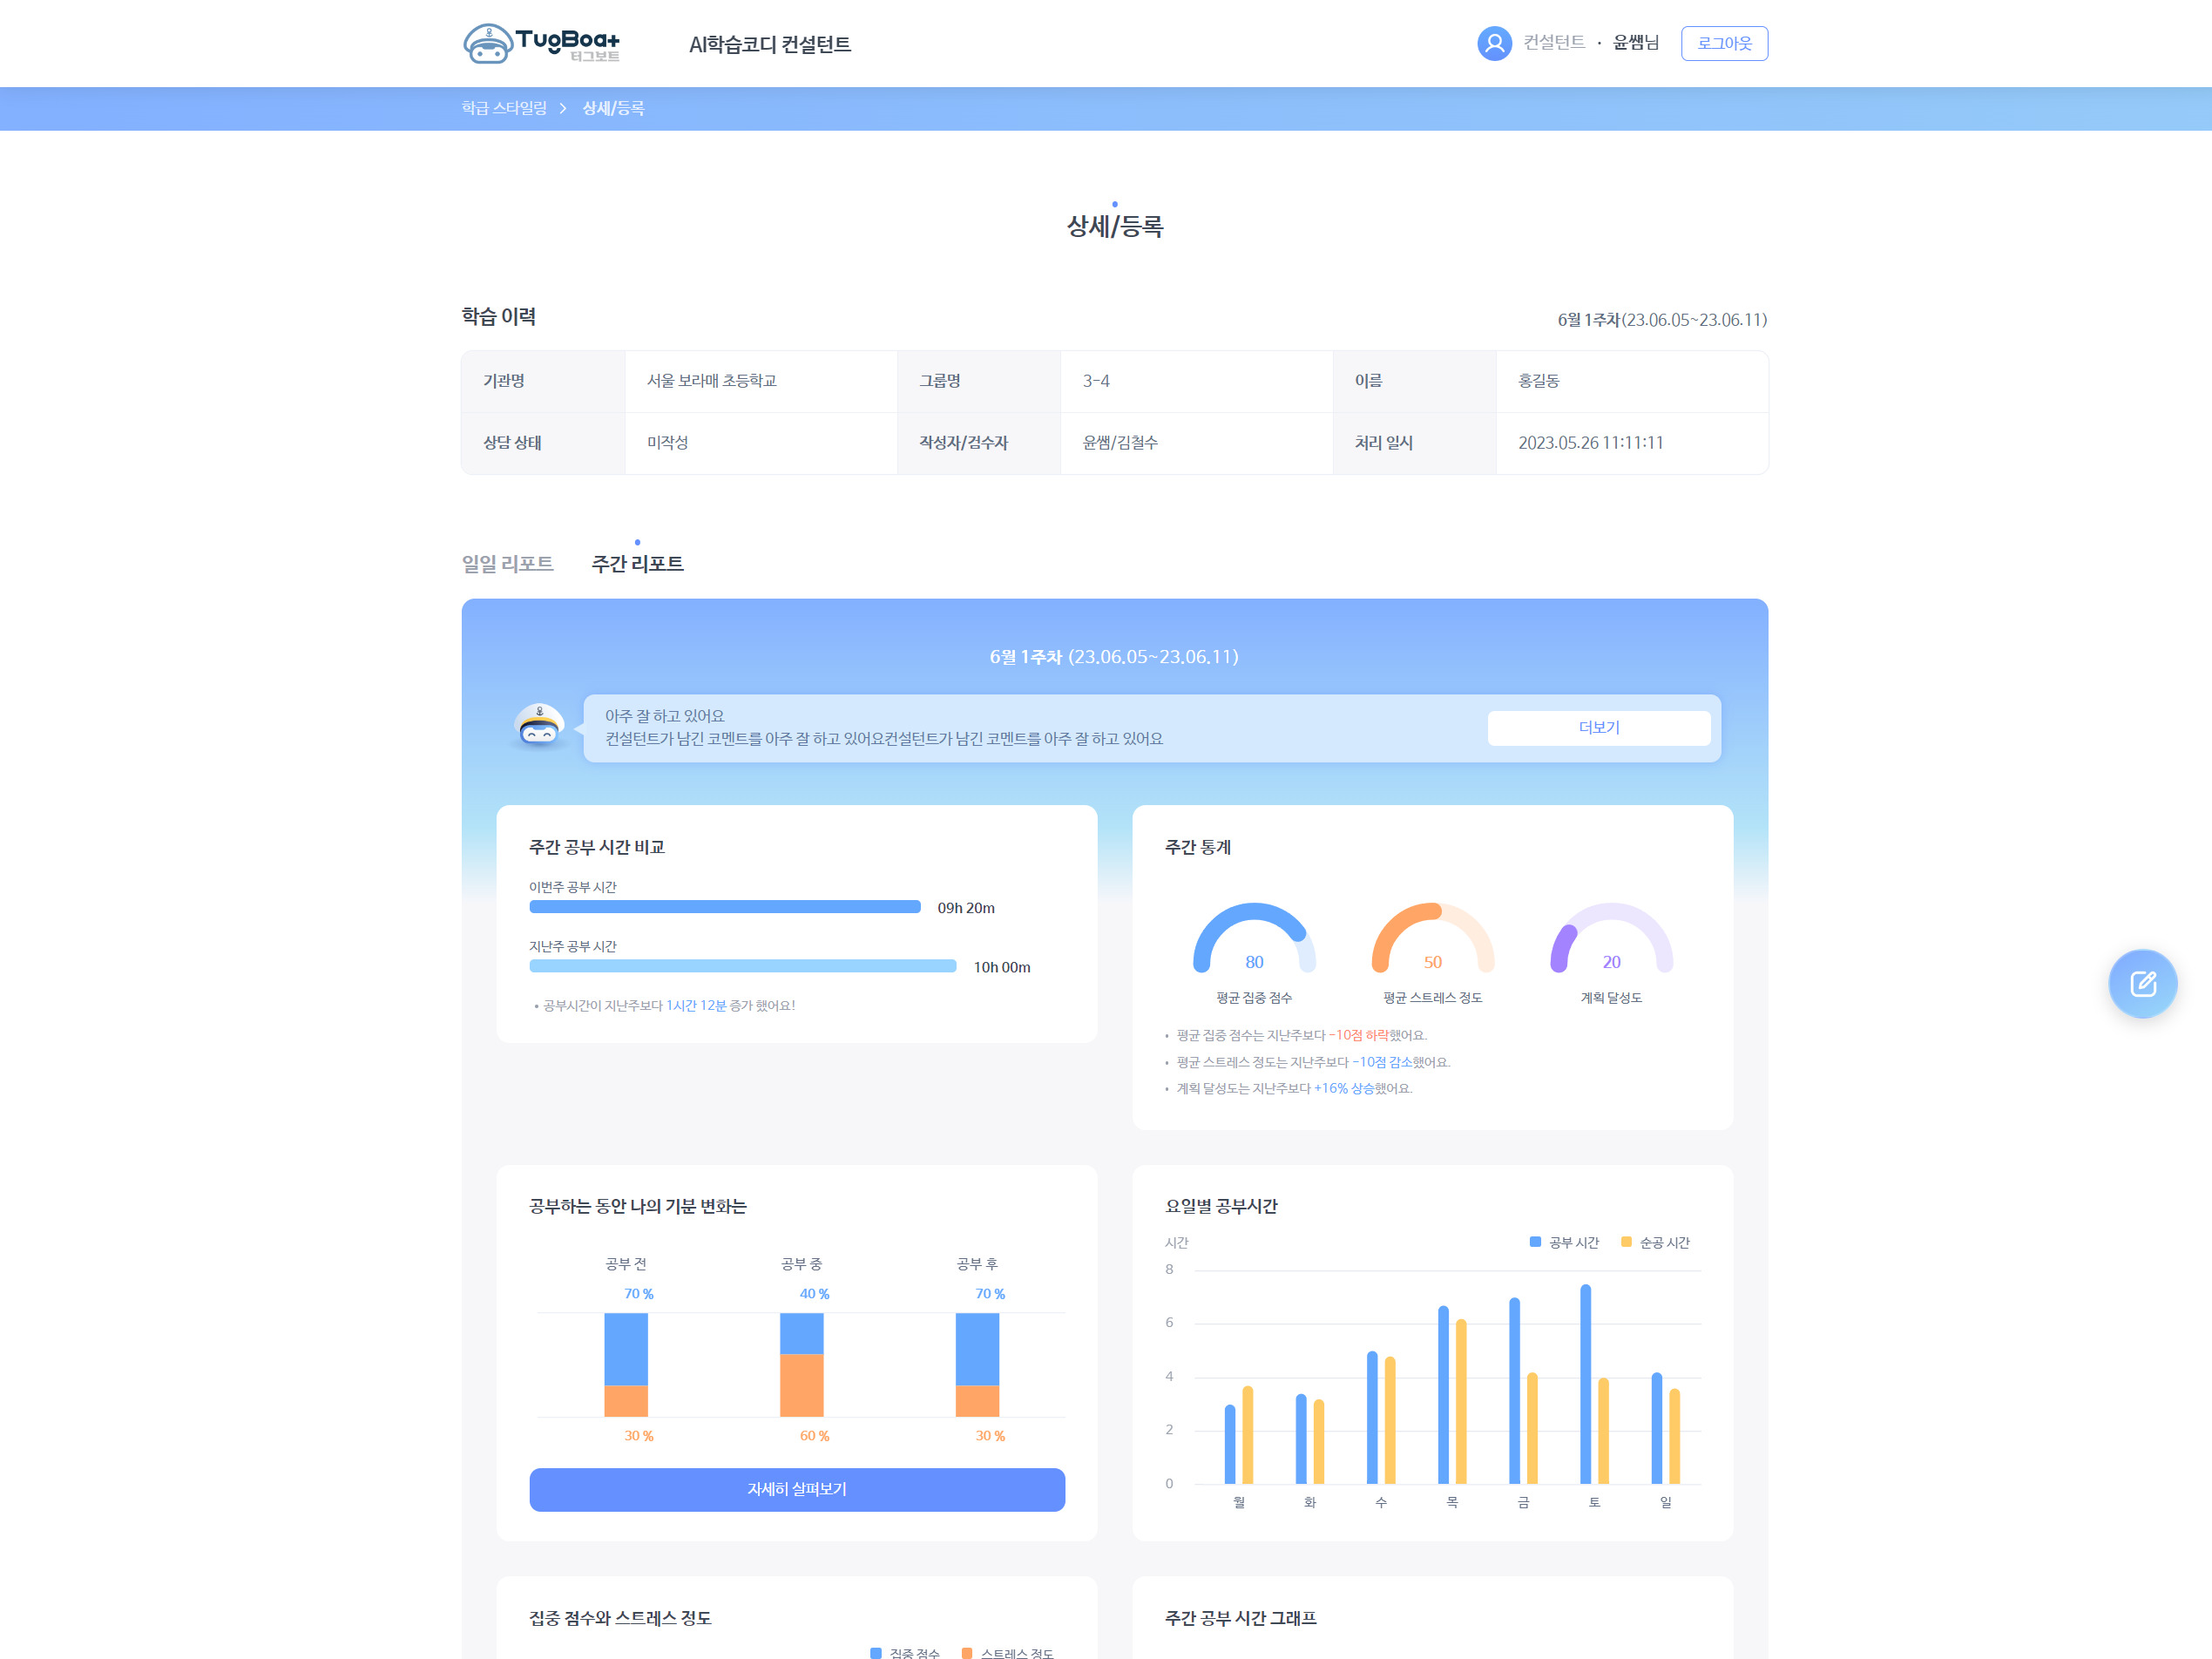 TugBoat
터그보트
AI학습코디 컨설턴트
컨설턴트 · 윤쌤님
로그아웃
학급 스타일링 > 상세/등록
상세/등록
학습 이력
6월 1주차(23.06.05~23.06.11)
기관명 서울 보라매 초등학교 그룹명 3-4 이름 홍길동
상담 상태 미작성 작성자/검수자 윤쌤/김철수 처리 일시 2023.05.26 11:11:11
일일 리포트 주간 리포트
6월 1주차 (23.06.05~23.06.11)
아주 잘 하고 있어요
컨설턴트가 남긴 코멘트를 아주 잘 하고 있어요컨설턴트가 남긴 코멘트를 아주 잘 하고 있어요
더보기
주간 공부 시간 비교
이번주 공부 시간
09h 20m
지난주 공부 시간
10h 00m
• 공부시간이 지난주보다 1시간 12분 증가 했어요!
주간 통계
80 50 20
평균 집중 점수 평균 스트레스 정도 계획 달성도
• 평균 집중 점수는 지난주보다 -10점 하락했어요.
• 평균 스트레스 정도는 지난주보다 -10점 감소했어요.
• 계획 달성도는 지난주보다 +16% 상승했어요.
공부하는 동안 나의 기분 변화는
공부 전 공부 중 공부 후
70 % 40 % 70 %
30 % 60 % 30 %
자세히 살펴보기
요일별 공부시간
시간
공부 시간 순공 시간
8
6
4
2
0
월 화 수 목 금 토 일
집중 점수와 스트레스 정도
집중 점수 스트레스 정도
주간 공부 시간 그래프